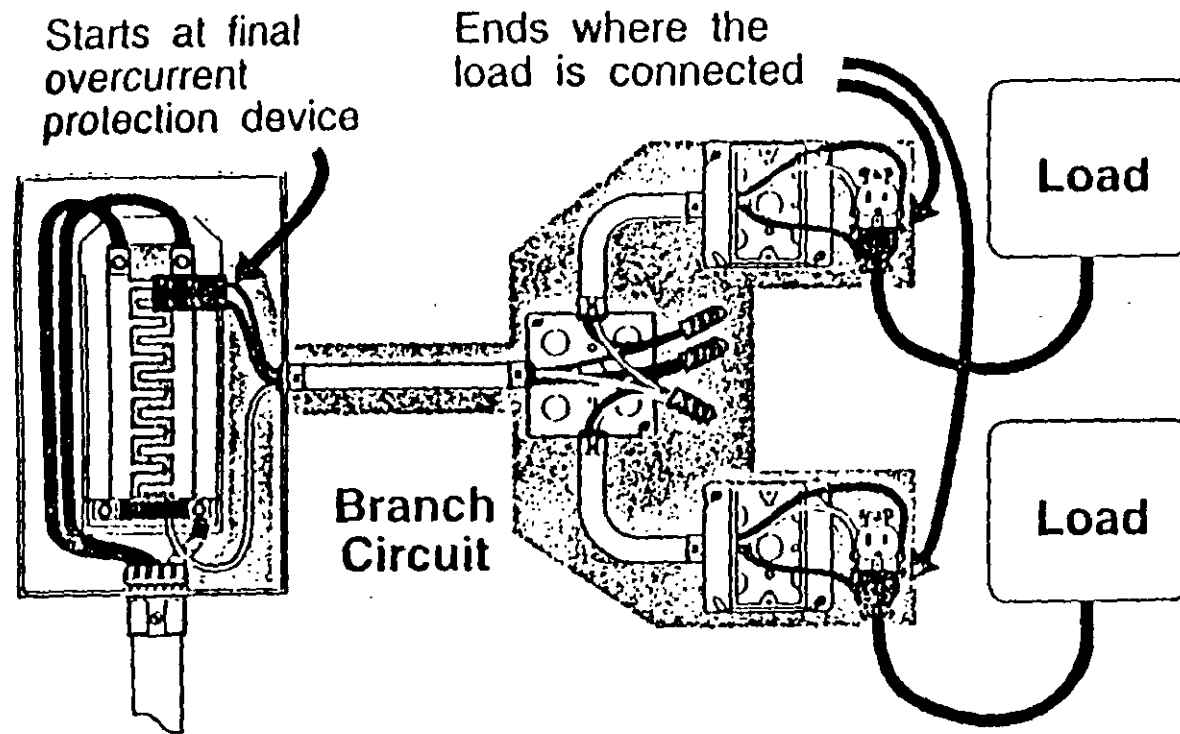 Starts at final
overcurrent
protection device
Ends where the
load is connected
Load
Branch
Circuit
Load